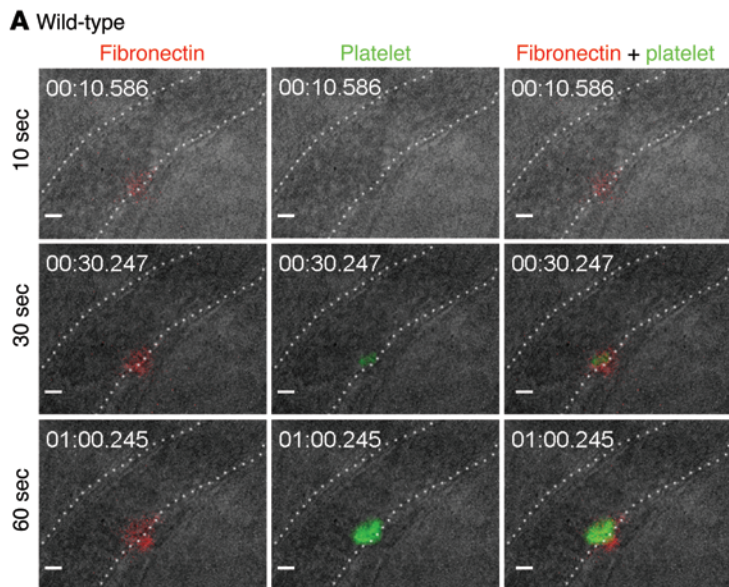 A Wild-type
Fibronectin Platelet Fibronectin + platelet
10 sec
00:10.586 00:10.586 00:10.586
30 sec
00:30.247 00:30.247 00:30.247
60 sec
01:00.245 01:00.245 01:00.245